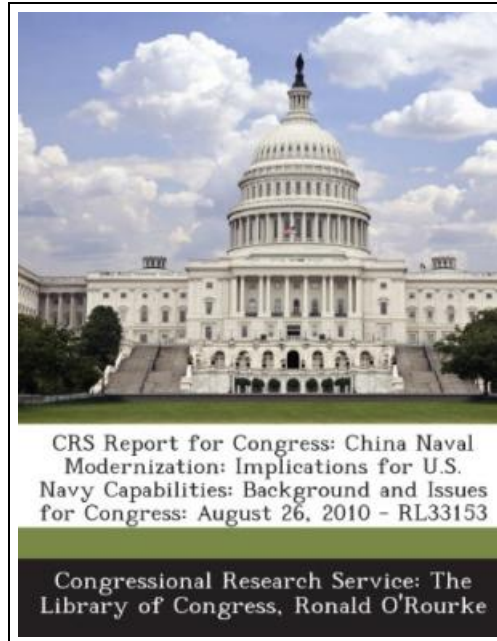 CRS Report for Congress: China Naval
Modernization: Implications for U.S.
Navy Capabilities: Background and Issues
for Congress: August 26, 2010 - RL33153
Congressional Research Service: The
Library of Congress, Ronald O'Rourke